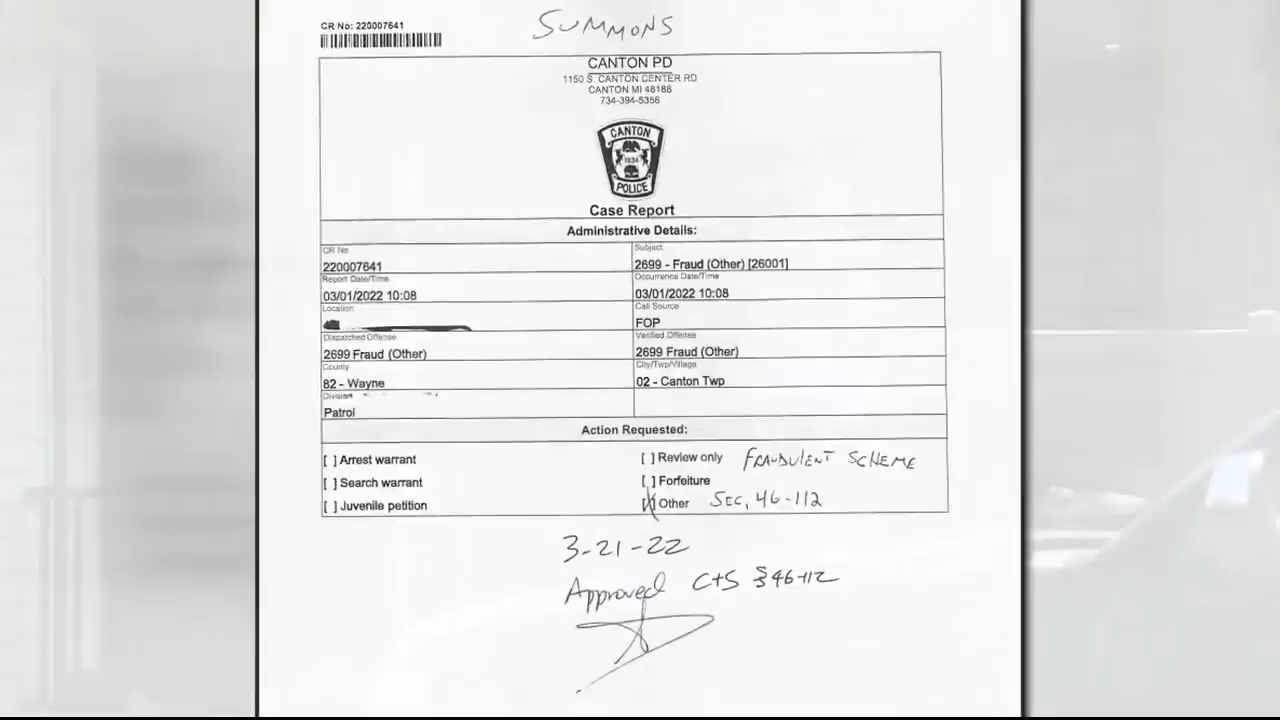 CR No: 220007641
SUMMONS
CANTON PD
1150 S. CANTON CENTER RD
CANTON MI 48188
734-394-5356
CANTON
1834
POLICE
Case Report
Administrative Details:
CR No
220007641
Subject
2699 - Fraud (Other) [26001]
Report Date/Time
03/01/2022 10:08
Occurrence Date/Time
03/01/2022 10:08
Location
Call Source
FOP
Dispatched Offense
2699 Fraud (Other)
Verified Offense
2699 Fraud (Other)
County
82 - Wayne
City/Twp/Village
02 - Canton Twp
Division
Patrol
Action Requested:
[ ] Arrest warrant
[ ] Review only FRAUDULENT SCHEME
[ ] Search warrant
[ ] Forfeiture
[ ] Juvenile petition
[X] Other SEC, 46-112
3-21-22
Approved CTS §46-112